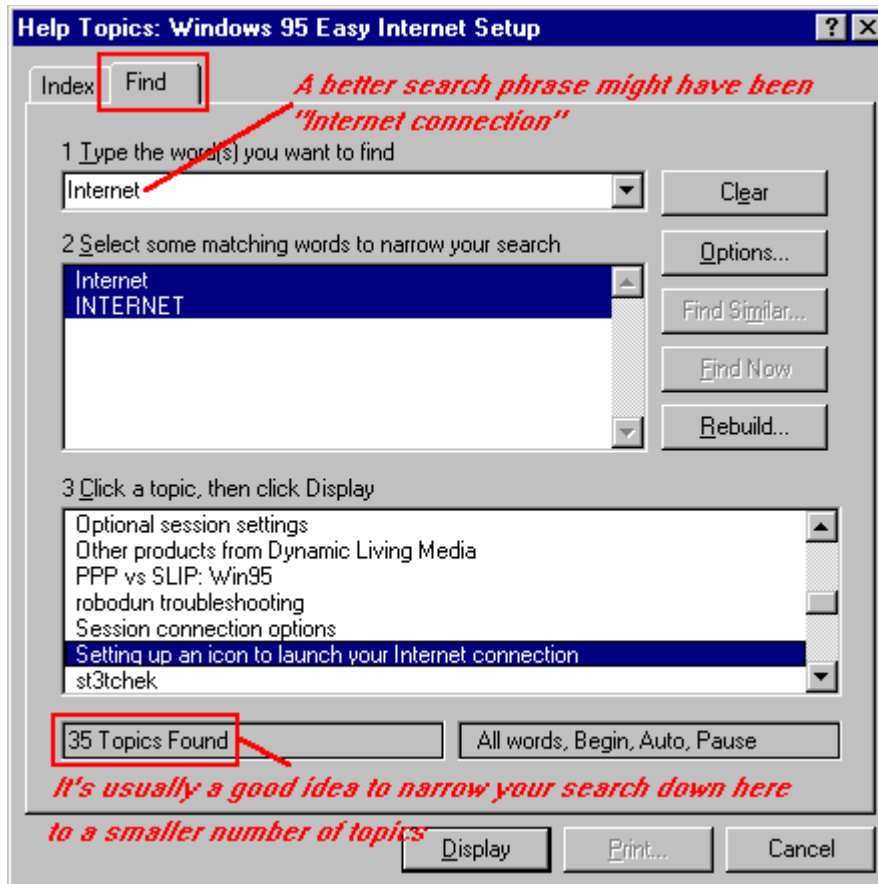 Help Topics: Windows 95 Easy Internet Setup
Index
Find
A better search phrase might have been
"Internet connection"
1 Type the word(s) you want to find
Internet
Clear
2 Select some matching words to narrow your search
Options...
Internet
INTERNET
Find Similar...
Find Now
Rebuild...
3 Click a topic, then click Display
Optional session settings
Other products from Dynamic Living Media
PPP vs SLIP: Win95
robodun troubleshooting
Session connection options
Setting up an icon to launch your Internet connection
st3tchek
35 Topics Found
All words, Begin, Auto, Pause
It's usually a good idea to narrow your search down here
to a smaller number of topics
Display
Print...
Cancel